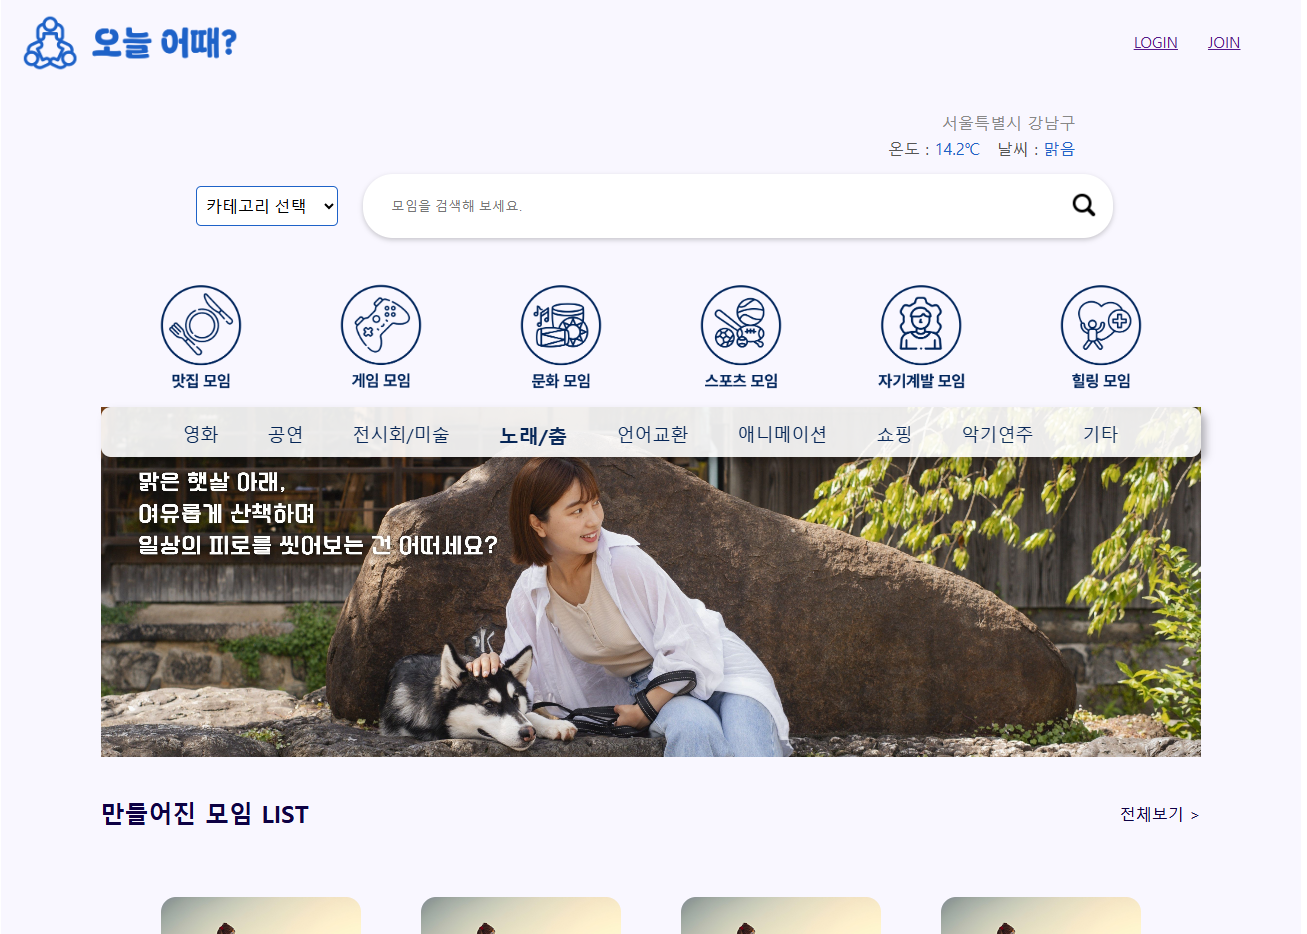 오늘 어때?
LOGIN JOIN
서울특별시 강남구
온도 : 14.2℃ 날씨 : 맑음
카테고리 선택
모임을 검색해 보세요.
맛집 모임 게임 모임 문화 모임 스포츠 모임 자기계발 모임 힐링 모임
영화 공연 전시회/미술 노래/춤 언어교환 애니메이션 쇼핑 악기연주 기타
맑은 햇살 아래,
여유롭게 산책하며
일상의 피로를 씻어보는 건 어떠세요?
만들어진 모임 LIST
전체보기 >